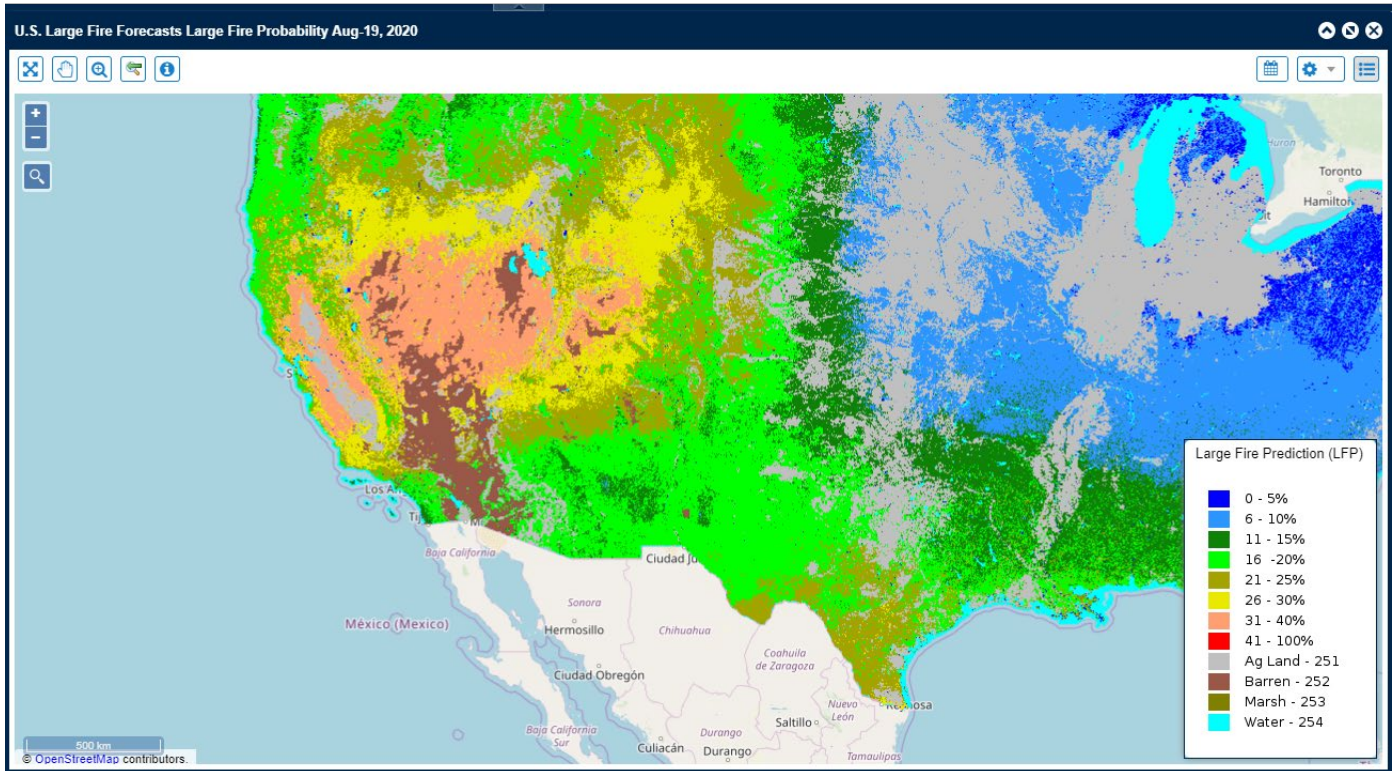 U.S. Large Fire Forecasts Large Fire Probability Aug-19, 2020
+
−
Huron
Toronto
Hamilton
Los An
Baja California
Ciudad Ju
Sonora
México (Mexico)
Hermosillo
Chihuahua
Coahuila
de Zaragoza
Ciudad Obregón
Nuevo
León
Saltillo
Baja California
Sur
Culiacán
Durango
Durango
Tamaulipas
500 km
© OpenStreetMap contributors.
Large Fire Prediction (LFP)
0 - 5%
6 - 10%
11 - 15%
16 -20%
21 - 25%
26 - 30%
31 - 40%
41 - 100%
Ag Land - 251
Barren - 252
Marsh - 253
Water - 254